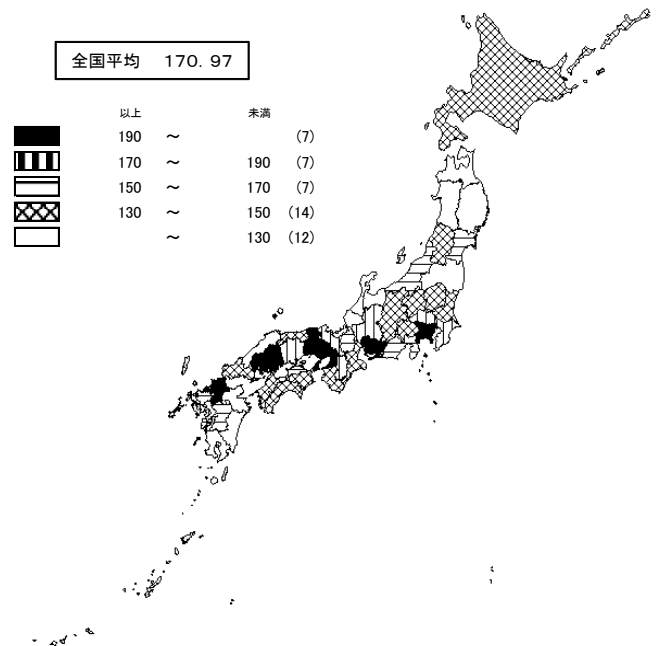 全国平均　170.97
以上　未満
190 ～ (7)
170 ～ 190 (7)
150 ～ 170 (7)
130 ～ 150 (14)
～ 130 (12)